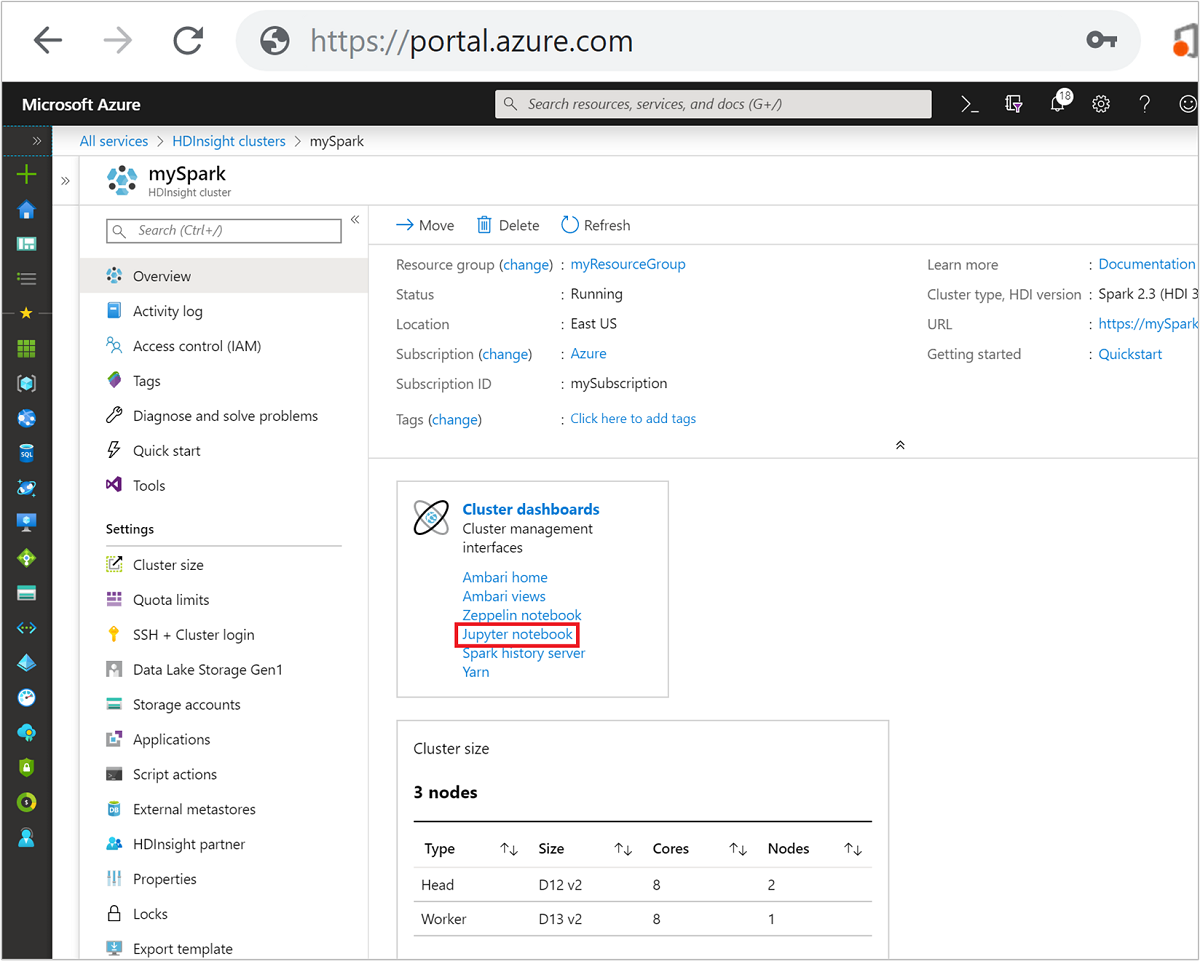 https://portal.azure.com
Microsoft Azure
Search resources, services, and docs (G+/)
18
All services > HDInsight clusters > mySpark
mySpark
HDInsight cluster
Search (Ctrl+/)
Overview
Activity log
Access control (IAM)
Tags
Diagnose and solve problems
Quick start
Tools
Settings
Cluster size
Quota limits
SSH + Cluster login
Data Lake Storage Gen1
Storage accounts
Applications
Script actions
External metastores
HDInsight partner
Properties
Locks
Export template
Move Delete Refresh
Resource group (change) : myResourceGroup
Status : Running
Location : East US
Subscription (change) : Azure
Subscription ID : mySubscription
Tags (change) : Click here to add tags
Learn more : Documentation
Cluster type, HDI version : Spark 2.3 (HDI 3
URL : https://mySpark
Getting started : Quickstart
Cluster dashboards
Cluster management
interfaces
Ambari home
Ambari views
Zeppelin notebook
Jupyter notebook
Spark history server
Yarn
Cluster size
3 nodes
Type Size Cores Nodes
Head D12 v2 8 2
Worker D13 v2 8 1